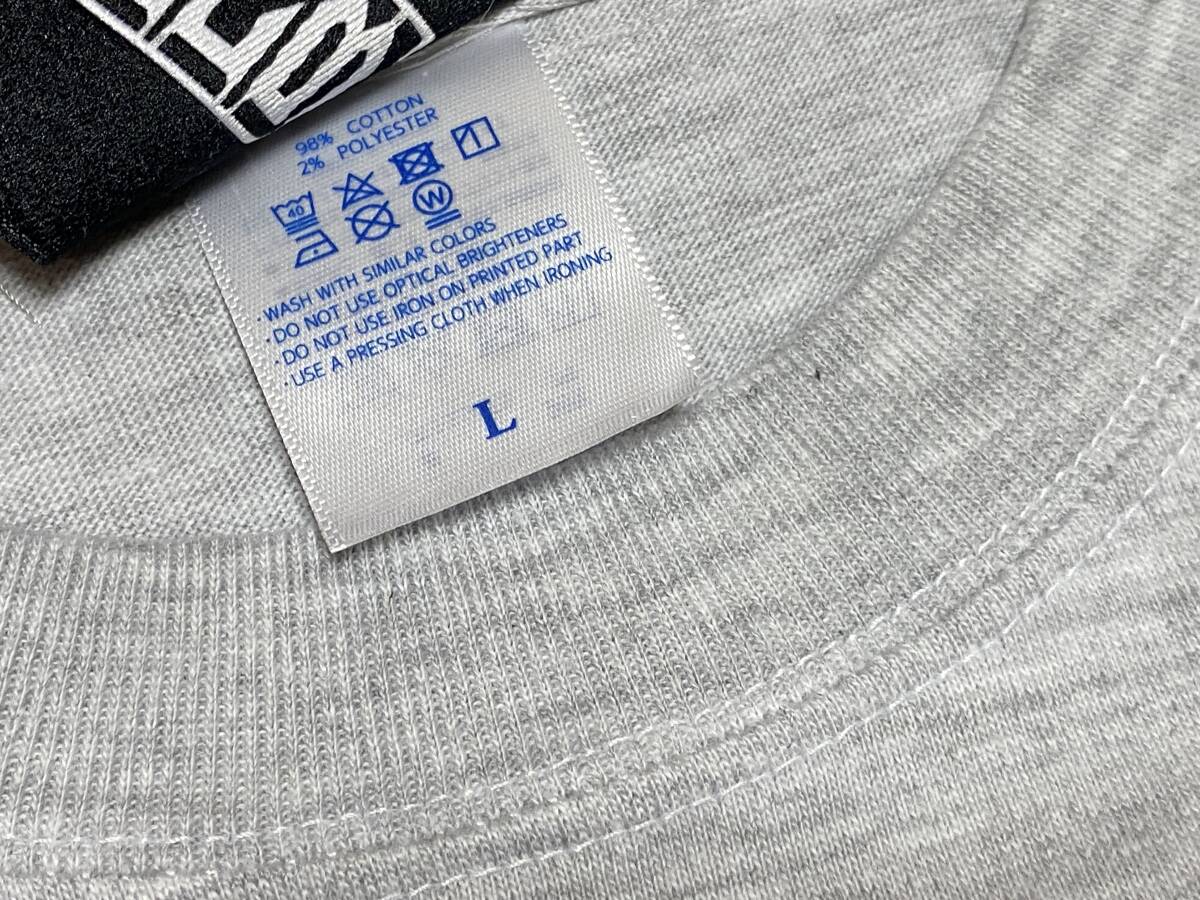 98% COTTON
2% POLYESTER
40
W
·WASH WITH SIMILAR COLORS
·DO NOT USE OPTICAL BRIGHTENERS
·DO NOT USE IRON ON PRINTED PART
·USE A PRESSING CLOTH WHEN IRONING
L